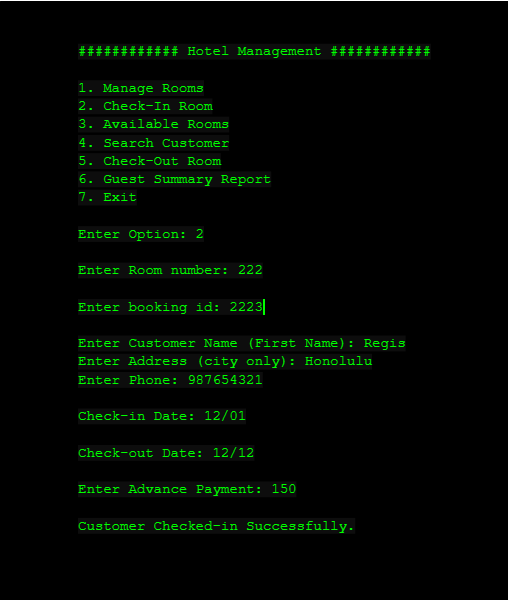 ############ Hotel Management ############
1. Manage Rooms
2. Check-In Room
3. Available Rooms
4. Search Customer
5. Check-Out Room
6. Guest Summary Report
7. Exit
Enter Option: 2
Enter Room number: 222
Enter booking id: 2223
Enter Customer Name (First Name): Regis
Enter Address (city only): Honolulu
Enter Phone: 987654321
Check-in Date: 12/01
Check-out Date: 12/12
Enter Advance Payment: 150
Customer Checked-in Successfully.